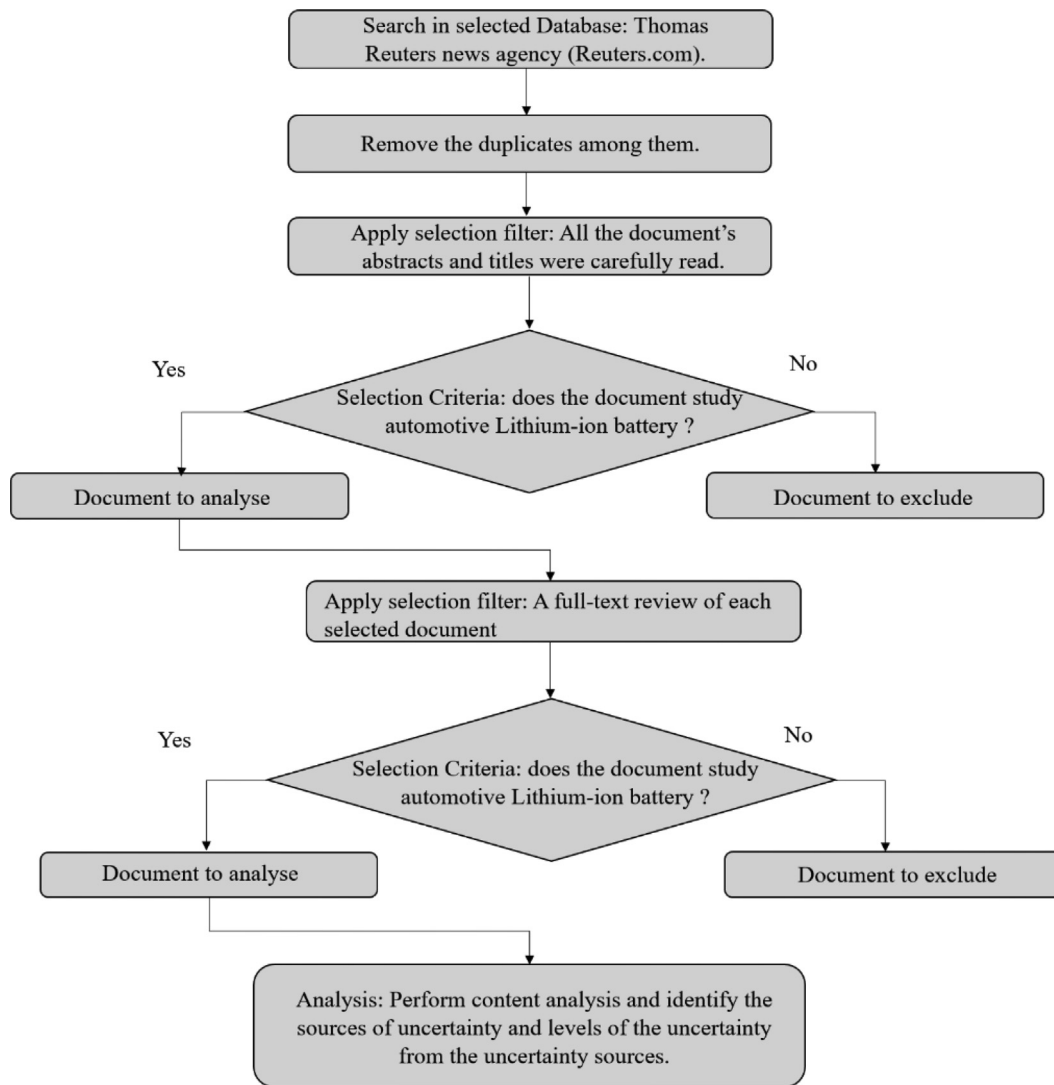 Search in selected Database: Thomas
Reuters news agency (Reuters.com).
Remove the duplicates among them.
Apply selection filter: All the document's
abstracts and titles were carefully read.
Yes
No
Selection Criteria: does the document study
automotive Lithium-ion battery ?
Document to analyse
Document to exclude
Apply selection filter: A full-text review of each
selected document
Yes
No
Selection Criteria: does the document study
automotive Lithium-ion battery ?
Document to analyse
Document to exclude
Analysis: Perform content analysis and identify the
sources of uncertainty and levels of the uncertainty
from the uncertainty sources.